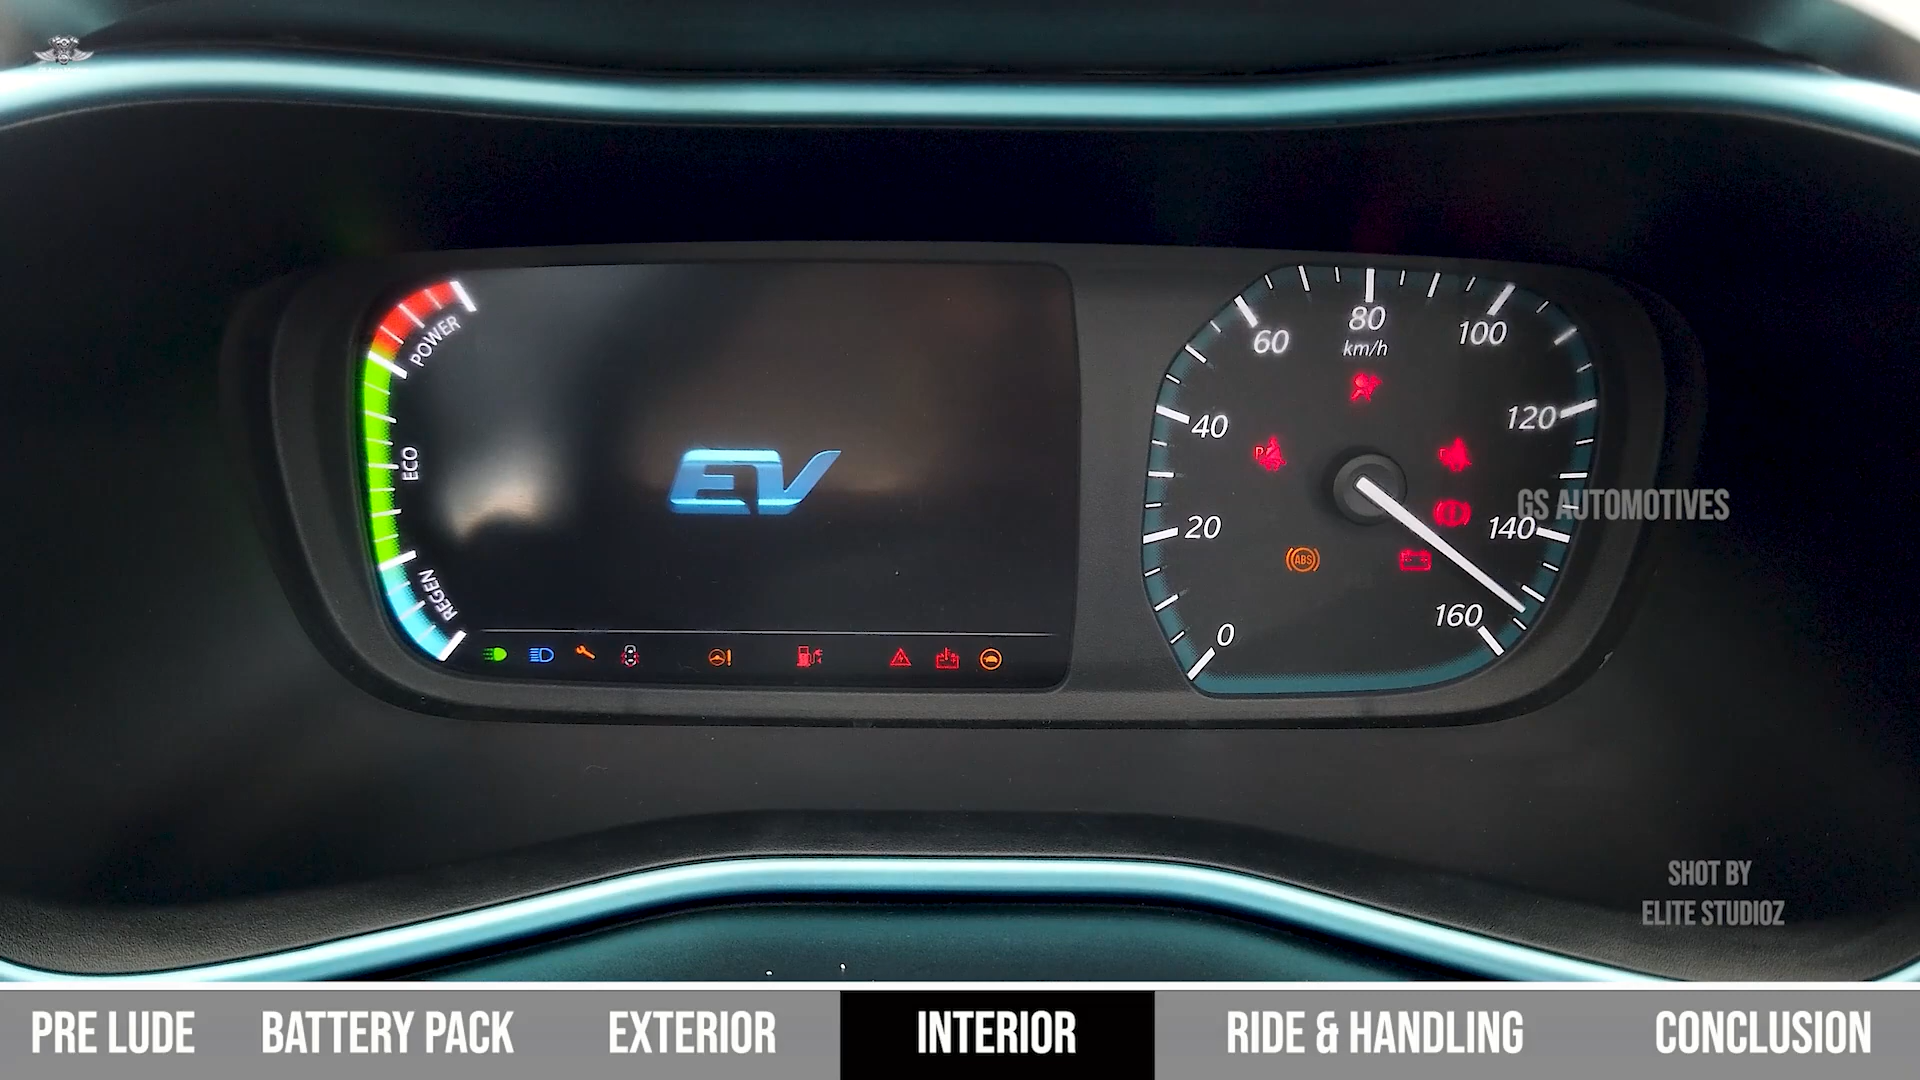 POWER
ECO
REGEN
EV
0
20
40
60
80
km/h
100
120
140
160
ABS
GS AUTOMOTIVES
SHOT BY
ELITE STUDIOZ
PRE LUDE
BATTERY PACK
EXTERIOR
INTERIOR
RIDE & HANDLING
CONCLUSION